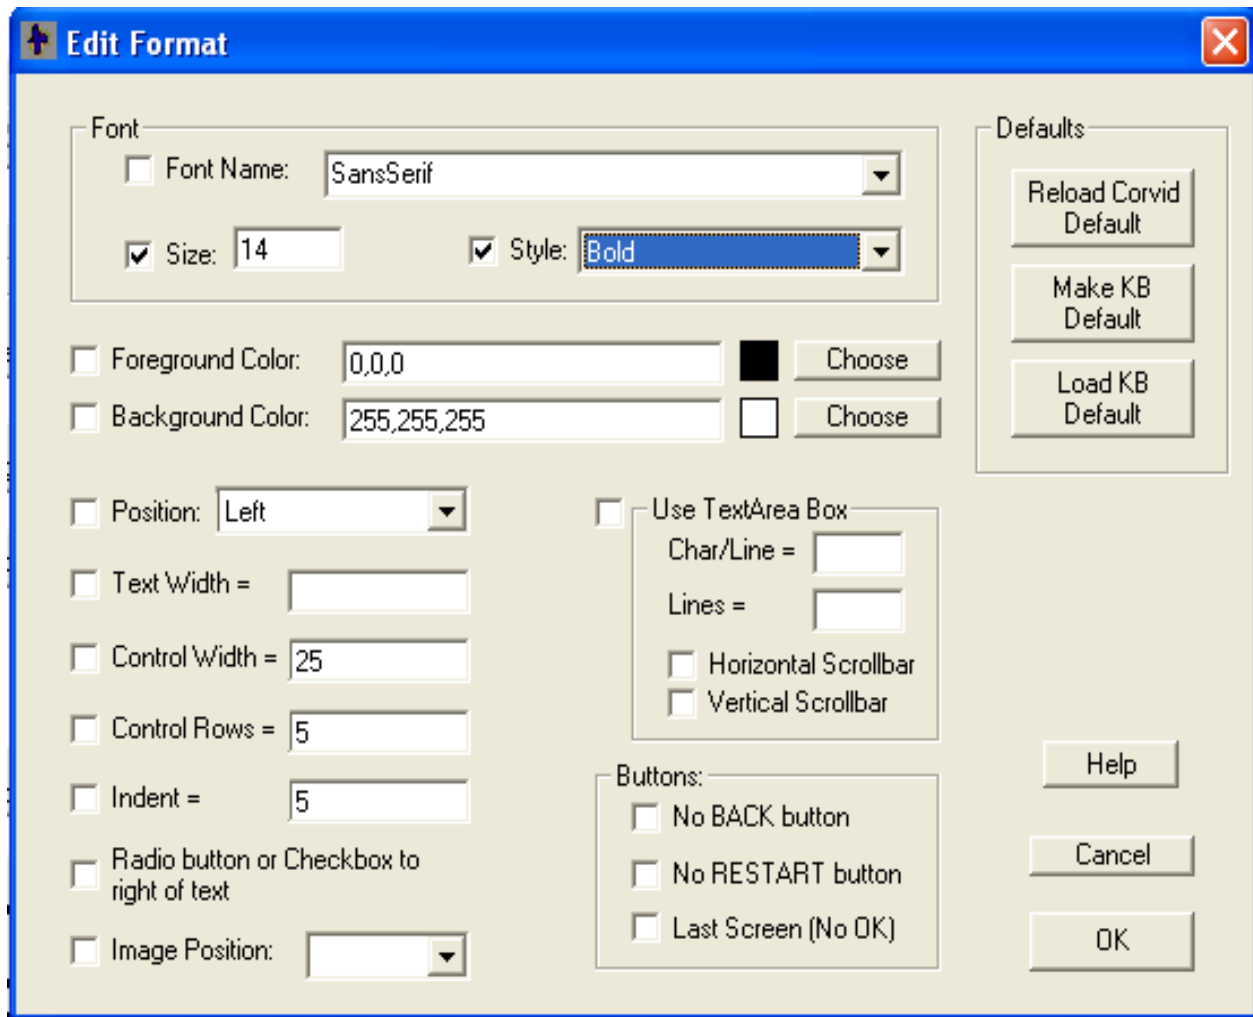 Edit Format
Font
Font Name: SansSerif
Size: 14 Style: Bold
Defaults
Reload Corvid
Default
Make KB
Default
Load KB
Default
Foreground Color: 0,0,0 Choose
Background Color: 255,255,255 Choose
Position: Left
Text Width =
Control Width = 25
Control Rows = 5
Indent = 5
Radio button or Checkbox to
right of text
Image Position:
Use TextArea Box
Char/Line =
Lines =
Horizontal Scrollbar
Vertical Scrollbar
Buttons:
No BACK button
No RESTART button
Last Screen (No OK)
Help
Cancel
OK